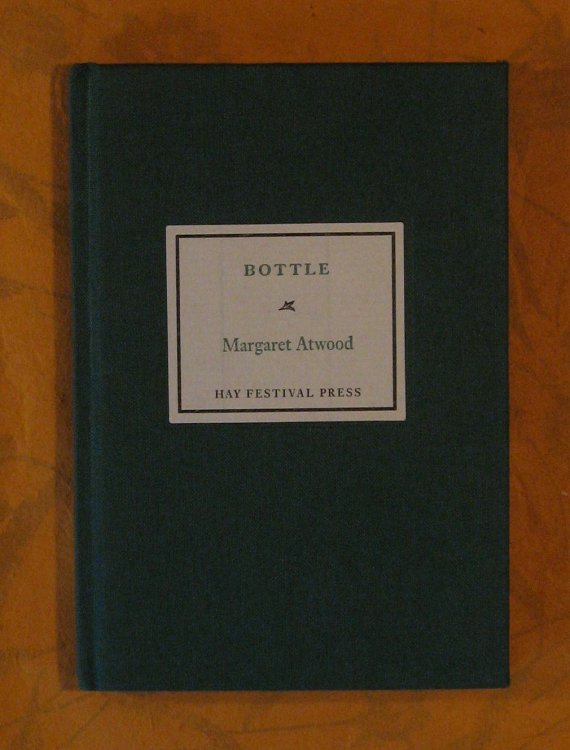 BOTTLE
Margaret Atwood
HAY FESTIVAL PRESS